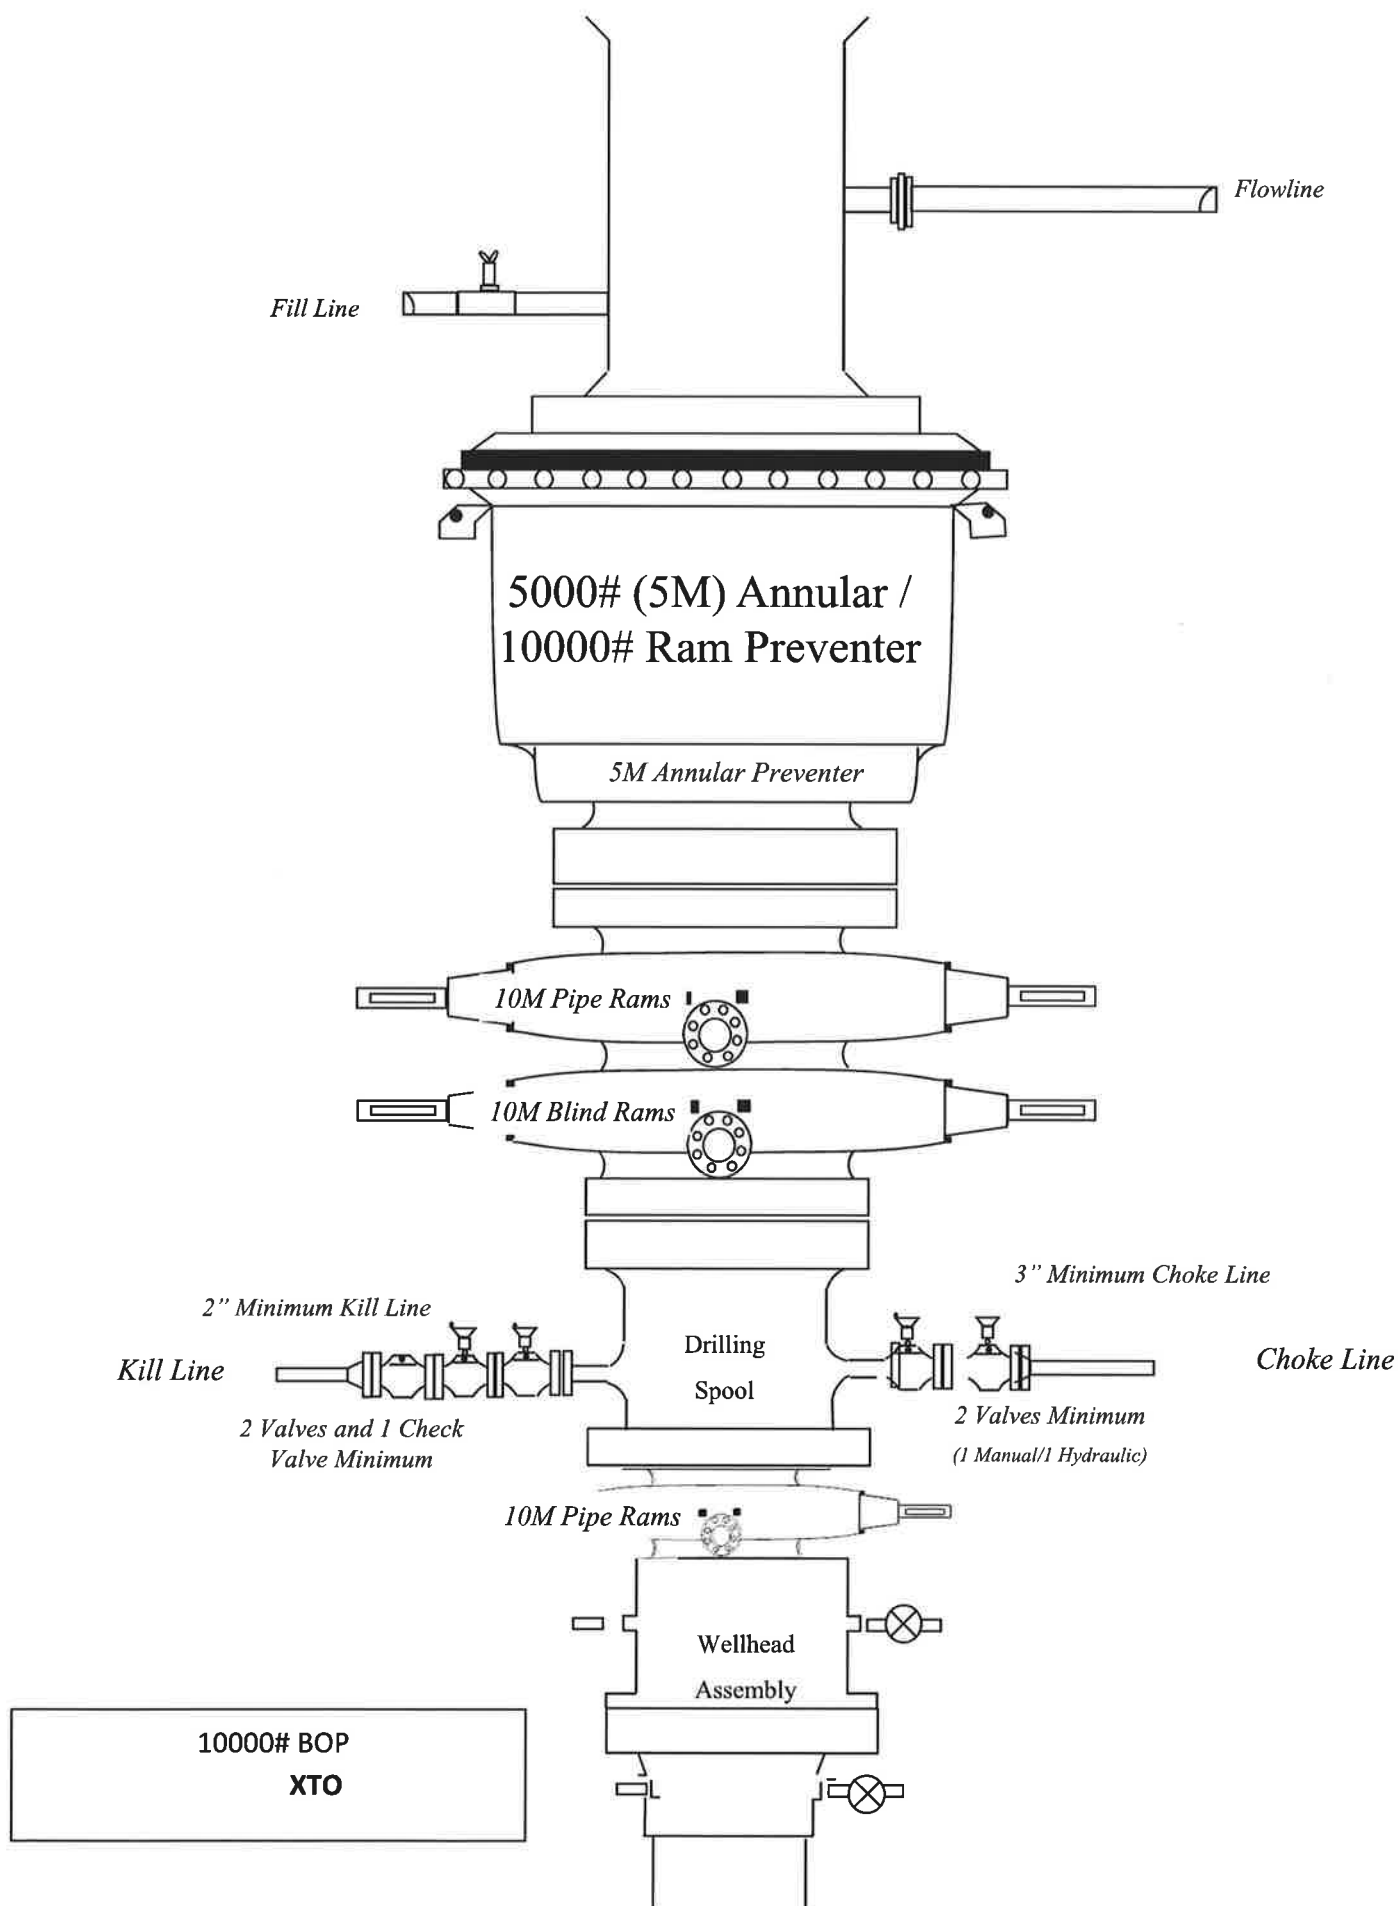 Flowline
Fill Line
5000# (5M) Annular /
10000# Ram Preventer
5M Annular Preventer
10M Pipe Rams
10M Blind Rams
3” Minimum Choke Line
2” Minimum Kill Line
Drilling
Spool
Kill Line
Choke Line
2 Valves and 1 Check
Valve Minimum
2 Valves Minimum
(1 Manual/1 Hydraulic)
10M Pipe Rams
Wellhead
Assembly
10000# BOP
XTO